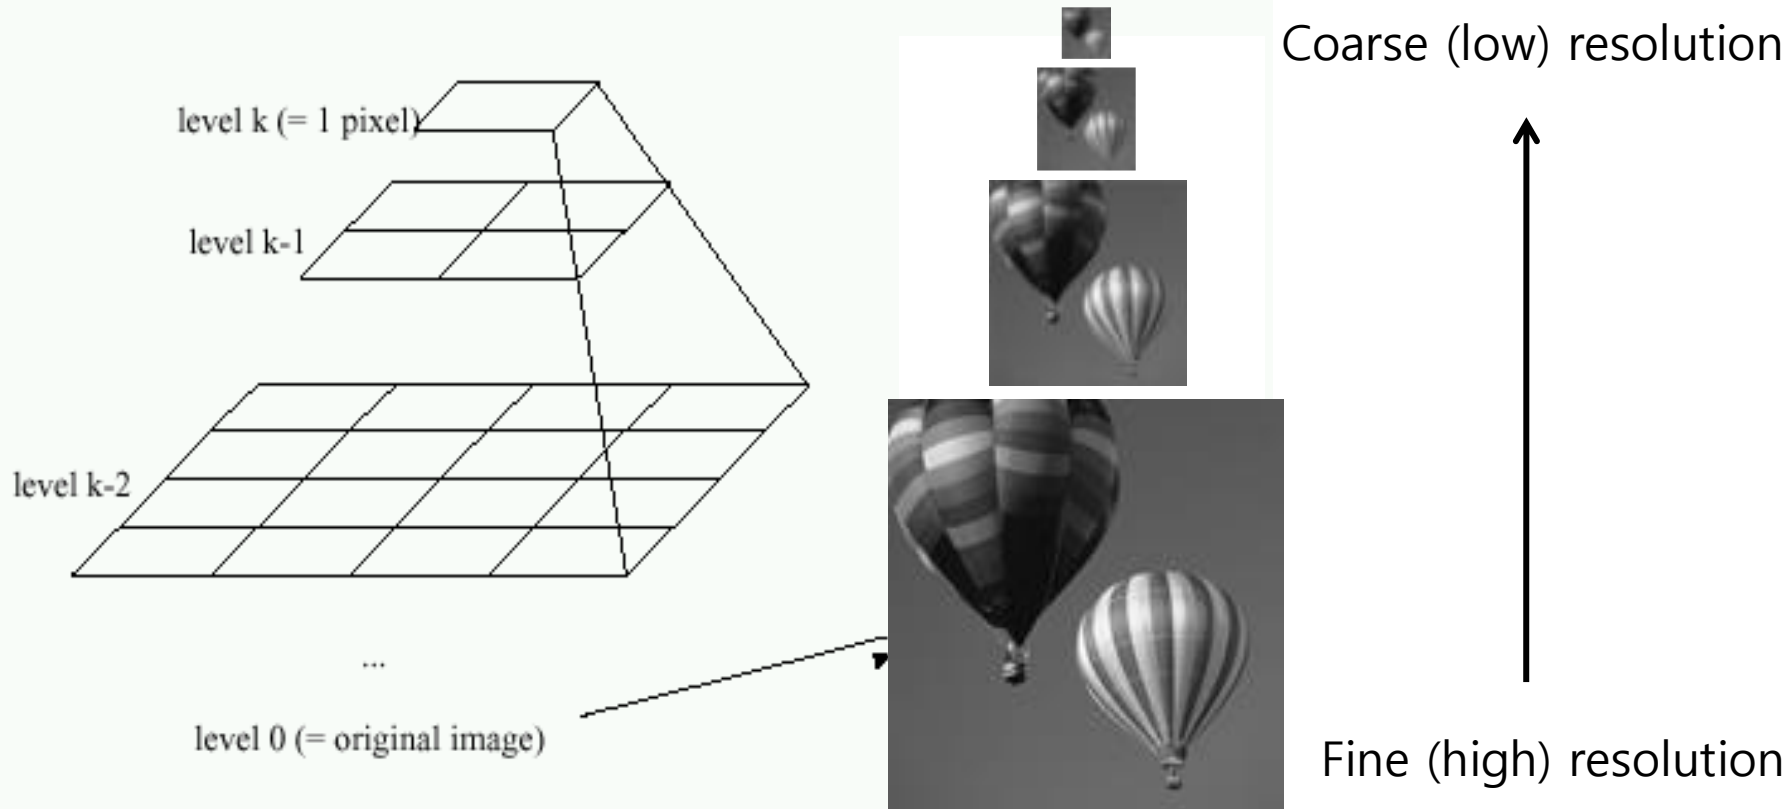 Coarse (low) resolution
level k (= 1 pixel)
level k-1
level k-2
...
level 0 (= original image)
Fine (high) resolution